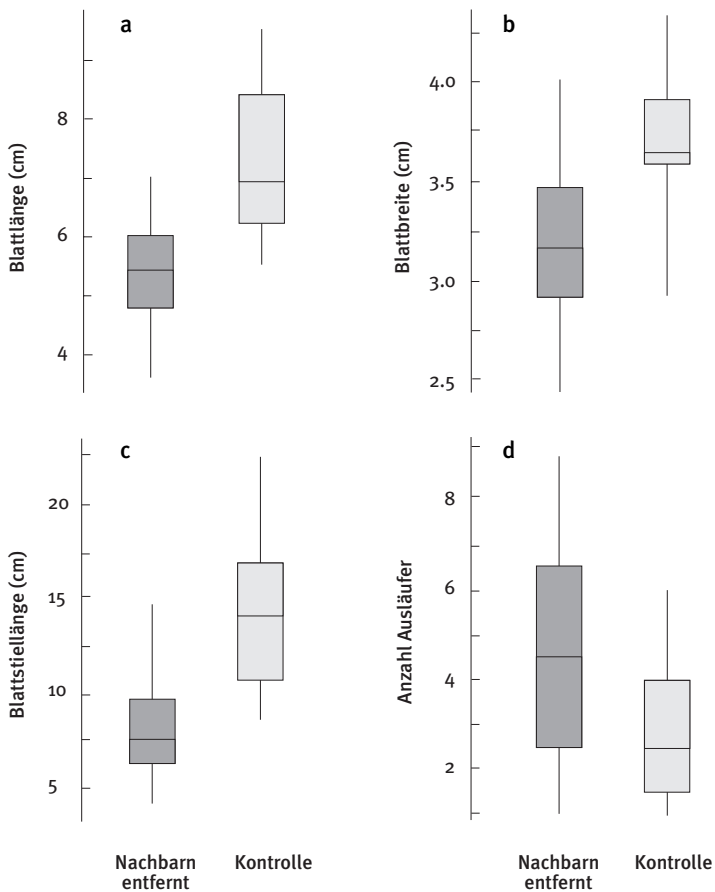 a
Blattlänge (cm)
8
6
4
b
Blattbreite (cm)
4.0
3.5
3.0
2.5
c
Blattstiellänge (cm)
20
15
10
5
d
Anzahl Ausläufer
8
6
4
2
Nachbarn
entfernt
Kontrolle
Nachbarn
entfernt
Kontrolle